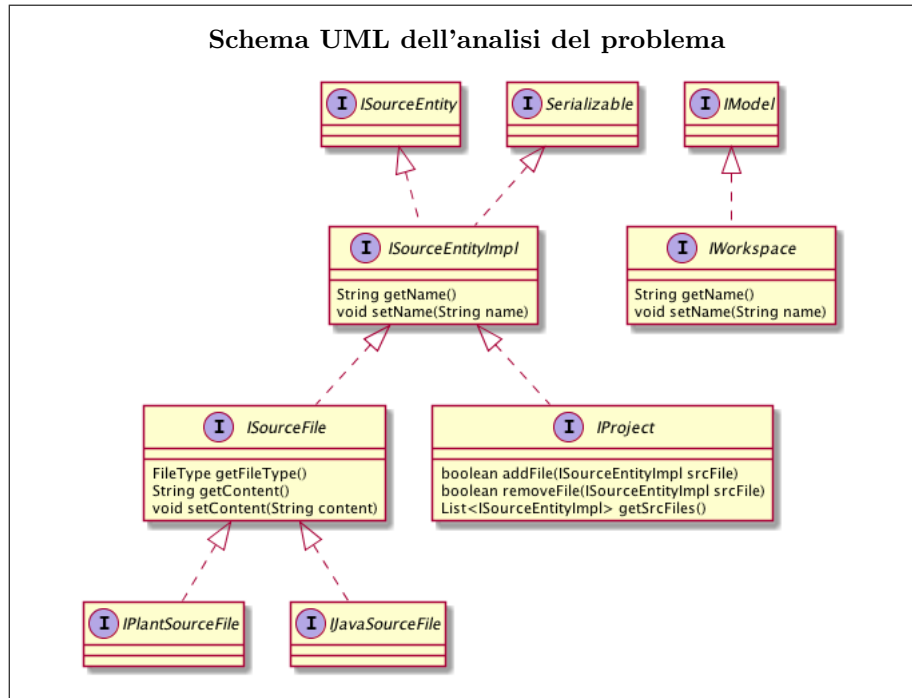 Schema UML dell'analisi del problema
I ISourceEntity
I Serializable
I IModel
I ISourceEntityImpl
String getName()
void setName(String name)
I IWorkspace
String getName()
void setName(String name)
I ISourceFile
FileType getFileType()
String getContent()
void setContent(String content)
I IProject
boolean addFile(ISourceEntityImpl srcFile)
boolean removeFile(ISourceEntityImpl srcFile)
List<ISourceEntityImpl> getSrcFiles()
I IPlantSourceFile
I IJavaSourceFile